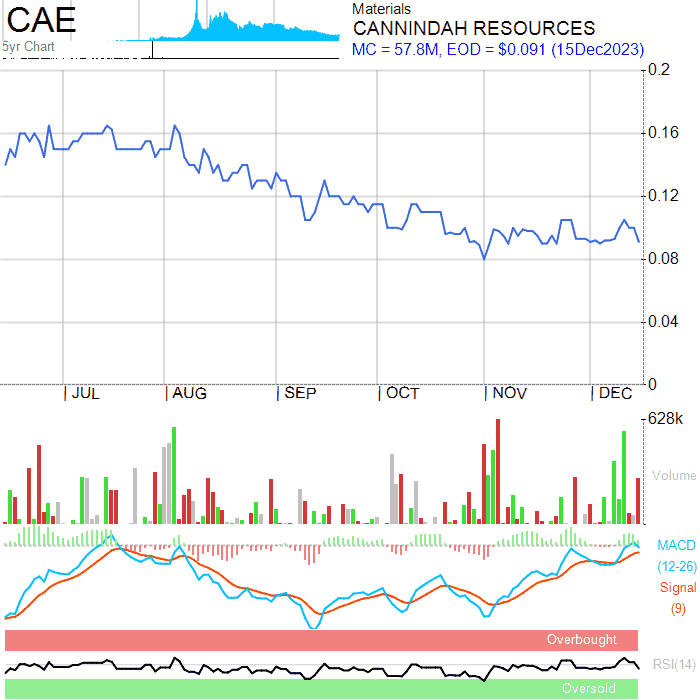 CAE
5yr Chart
Materials
CANNINDAH RESOURCES
MC = 57.8M, EOD = $0.091 (15Dec2023)
0.2
0.16
0.12
0.08
0.04
0
JUL AUG SEP OCT NOV DEC
628k
Volume
MACD
(12-26)
Signal
(9)
Overbought
RSI(14)
Oversold